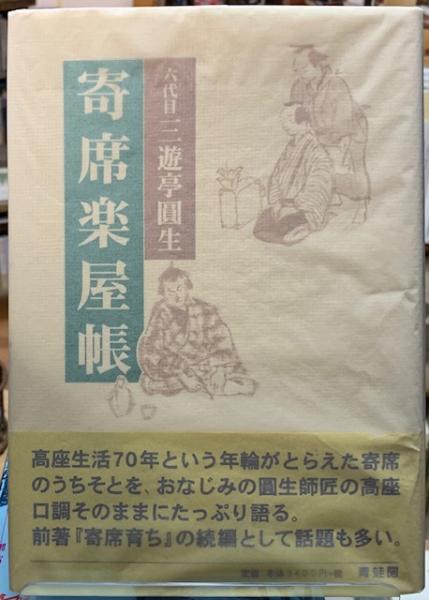 寄席楽屋帳
六代目 三遊亭圓生
高座生活70年という年輪がとらえた寄席
のうちそとを、おなじみの圓生師匠の高座
口調そのままにたっぷり語る。
前著『寄席育ち』の続編として話題も多い。
青蛙房